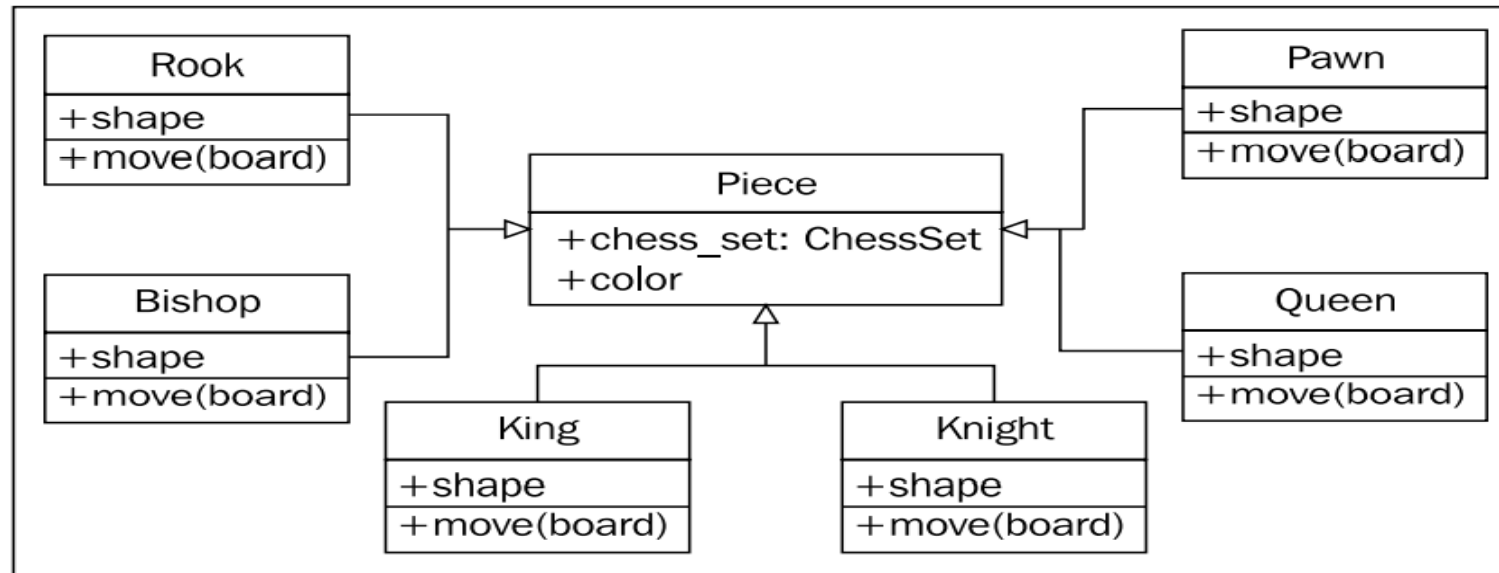 Rook
+shape
+move(board)
Pawn
+shape
+move(board)
Piece
+chess_set: ChessSet
+color
Bishop
+shape
+move(board)
Queen
+shape
+move(board)
King
+shape
+move(board)
Knight
+shape
+move(board)